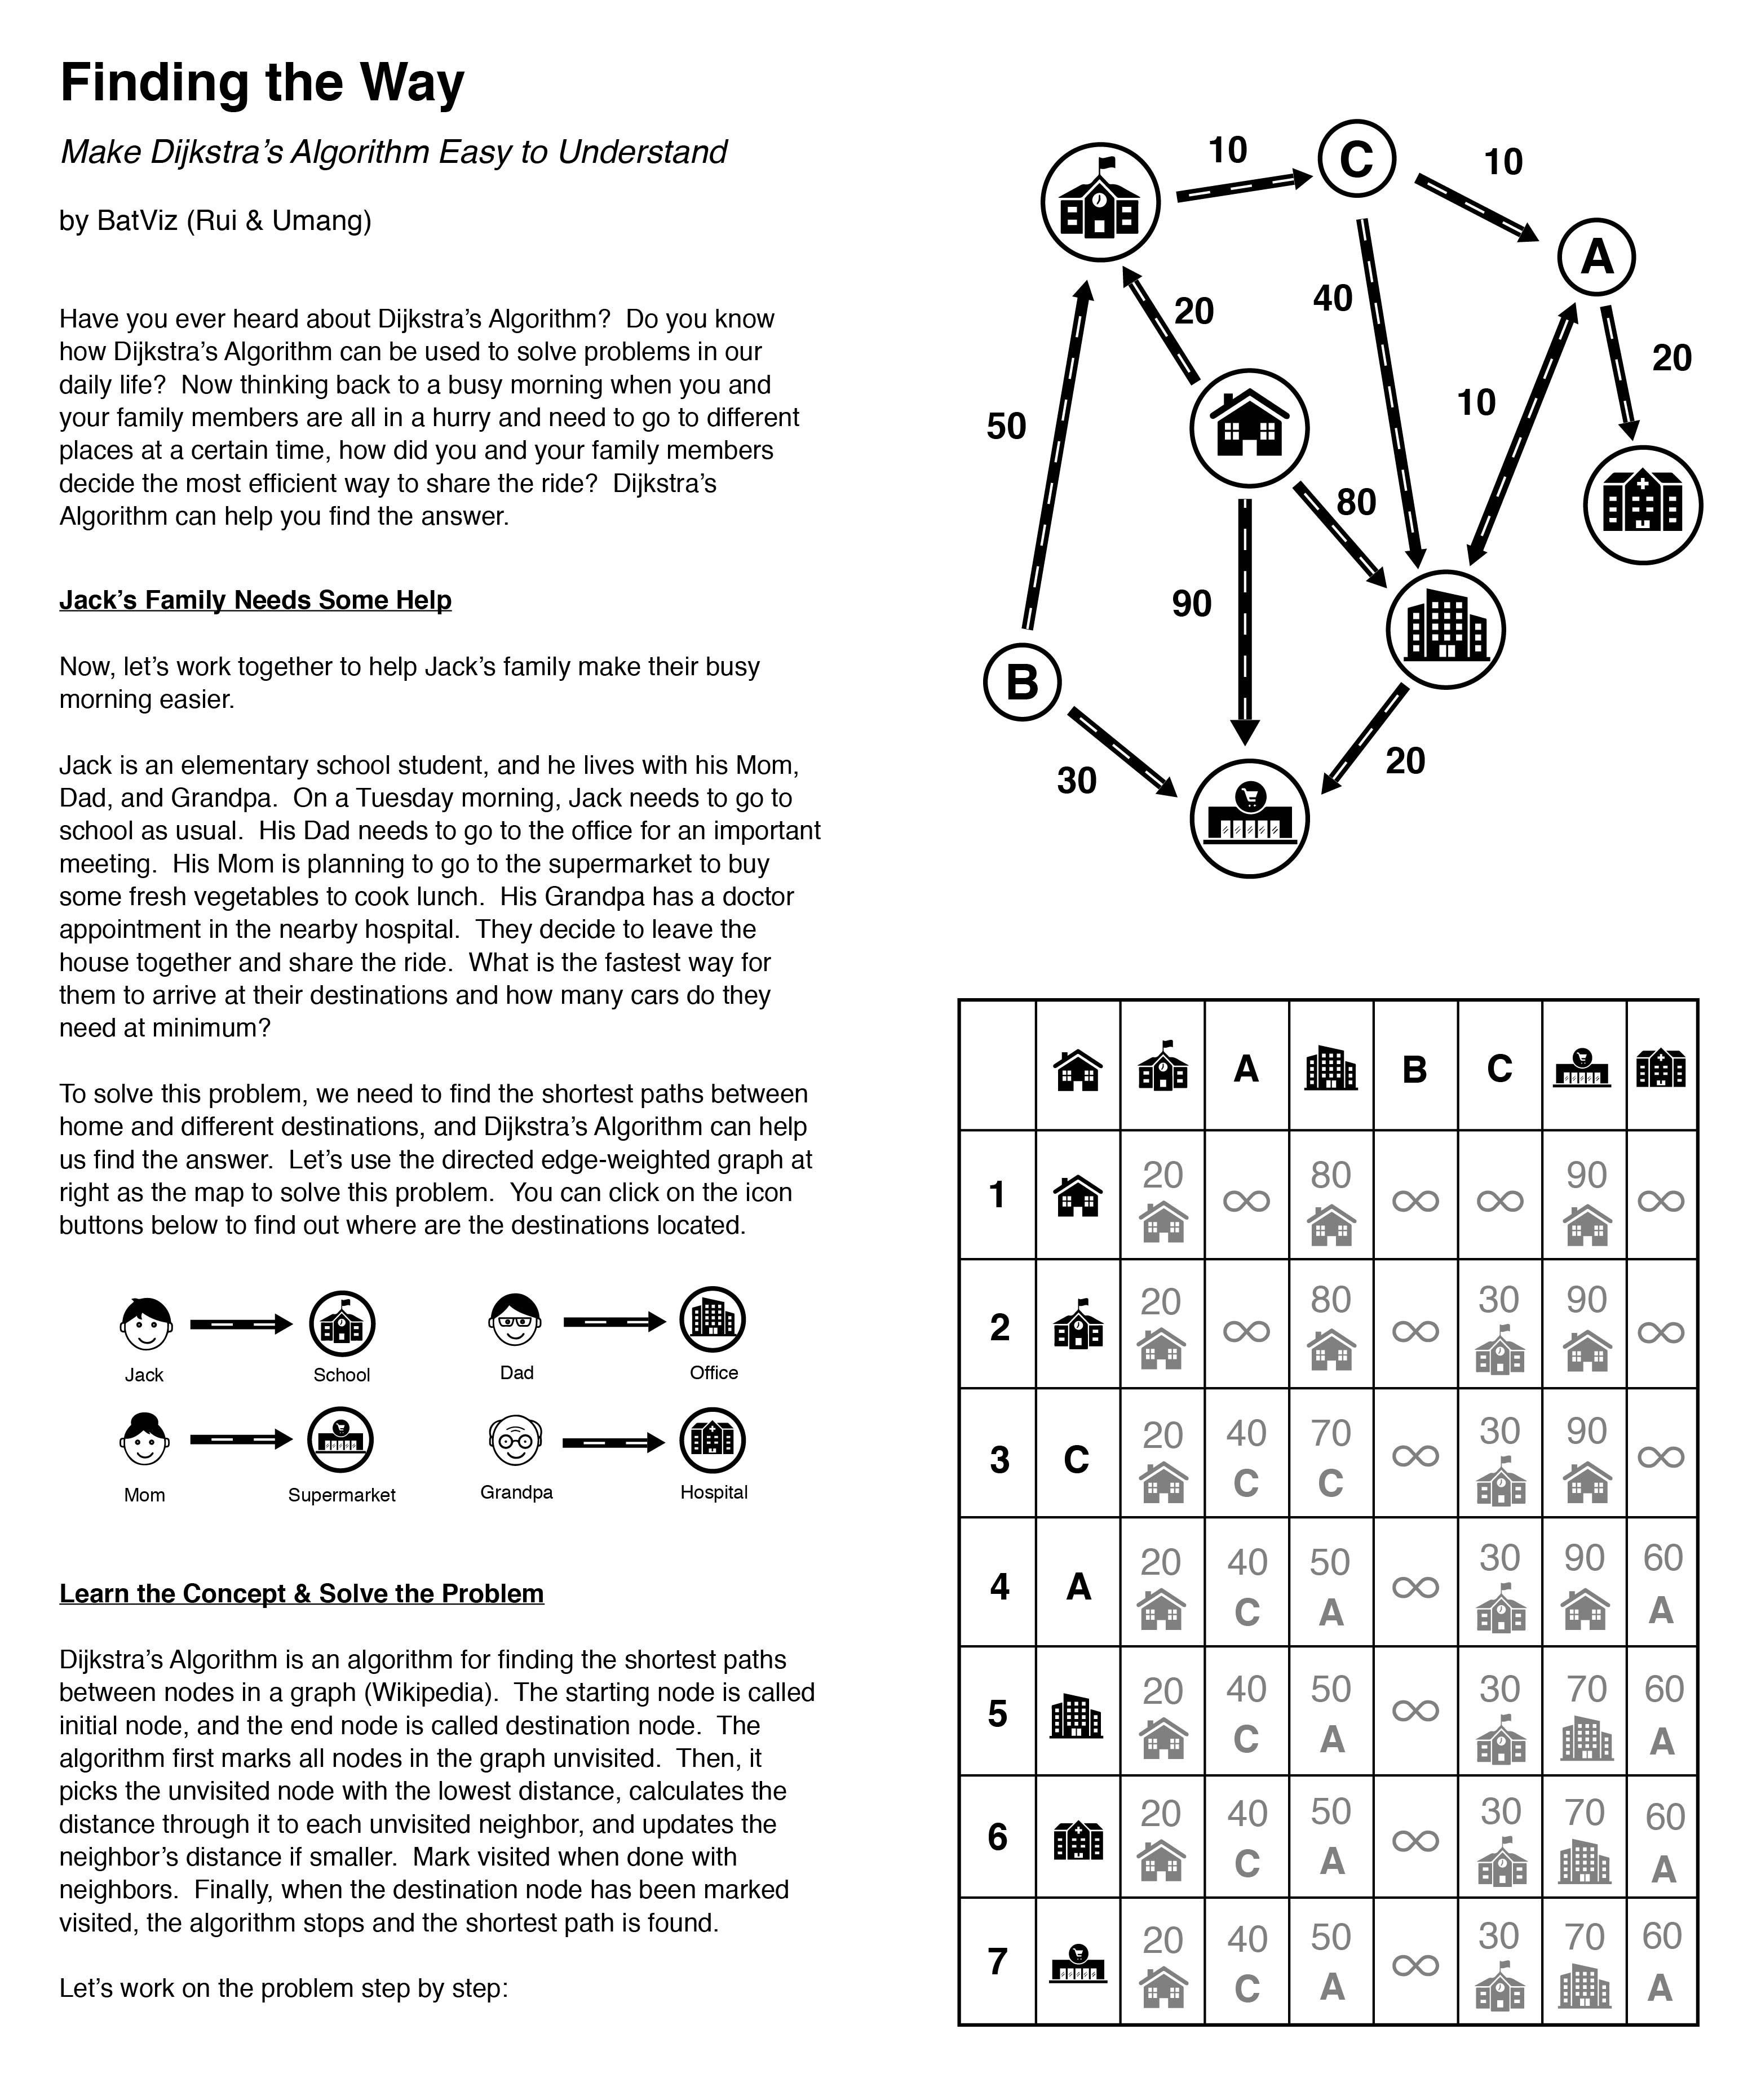 Finding the Way
Make Dijkstra’s Algorithm Easy to Understand
by BatViz (Rui & Umang)
Have you ever heard about Dijkstra’s Algorithm?  Do you know
how Dijkstra’s Algorithm can be used to solve problems in our
daily life?  Now thinking back to a busy morning when you and
your family members are all in a hurry and need to go to different
places at a certain time, how did you and your family members
decide the most efficient way to share the ride?  Dijkstra’s
Algorithm can help you find the answer.
Jack’s Family Needs Some Help
Now, let’s work together to help Jack’s family make their busy
morning easier.
Jack is an elementary school student, and he lives with his Mom,
Dad, and Grandpa.  On a Tuesday morning, Jack needs to go to
school as usual.  His Dad needs to go to the office for an important
meeting.  His Mom is planning to go to the supermarket to buy
some fresh vegetables to cook lunch.  His Grandpa has a doctor
appointment in the nearby hospital.  They decide to leave the
house together and share the ride.  What is the fastest way for
them to arrive at their destinations and how many cars do they
need at minimum?
To solve this problem, we need to find the shortest paths between
home and different destinations, and Dijkstra’s Algorithm can help
us find the answer.  Let’s use the directed edge-weighted graph at
right as the map to solve this problem.  You can click on the icon
buttons below to find out where are the destinations located.
Jack School Dad Office
Mom Supermarket Grandpa Hospital
Learn the Concept & Solve the Problem
Dijkstra’s Algorithm is an algorithm for finding the shortest paths
between nodes in a graph (Wikipedia).  The starting node is called
initial node, and the end node is called destination node.  The
algorithm first marks all nodes in the graph unvisited.  Then, it
picks the unvisited node with the lowest distance, calculates the
distance through it to each unvisited neighbor, and updates the
neighbor’s distance if smaller.  Mark visited when done with
neighbors.  Finally, when the destination node has been marked
visited, the algorithm stops and the shortest path is found.
Let’s work on the problem step by step:
10 C 10
A
20 40
20
50 10
80
90
B
30 20
A B C
1 20 ∞ 80 ∞ ∞ 90 ∞
2 20 ∞ 80 ∞ 30 90 ∞
3 C 20 40 70 ∞ 30 90 ∞
C C
4 A 20 40 50 ∞ 30 90 60
C A A
5 20 40 50 ∞ 30 70 60
C A A
6 20 40 50 ∞ 30 70 60
C A A
7 20 40 50 ∞ 30 70 60
C A A